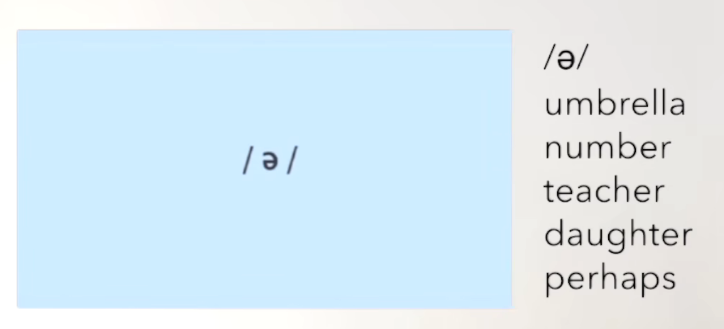 /ə/
/ə/
umbrella
number
teacher
daughter
perhaps